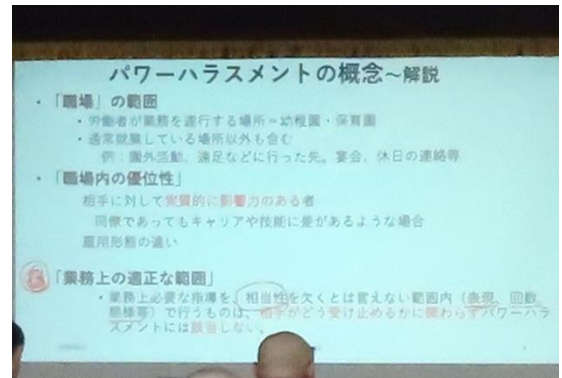 パワーハラスメントの概念～解説
・「職場」の範囲
・労働者が業務を遂行する場所＝幼稚園・保育園
・通常就業している場所以外も含む
例：園外活動、遠足などに行った先。宴会、休日の連絡等
・「職場内の優位性」
相手に対して実質的に影響力のある者
同僚であってもキャリアや技能に差があるような場合
雇用形態の違い
「業務上の適正な範囲」
・業務上必要な指導を、相当性を欠くとは言えない範囲内（表現、回数、
態様等）で行うものは、相手がどう受け止めるかに関わらずパワーハラ
スメントには該当しない。